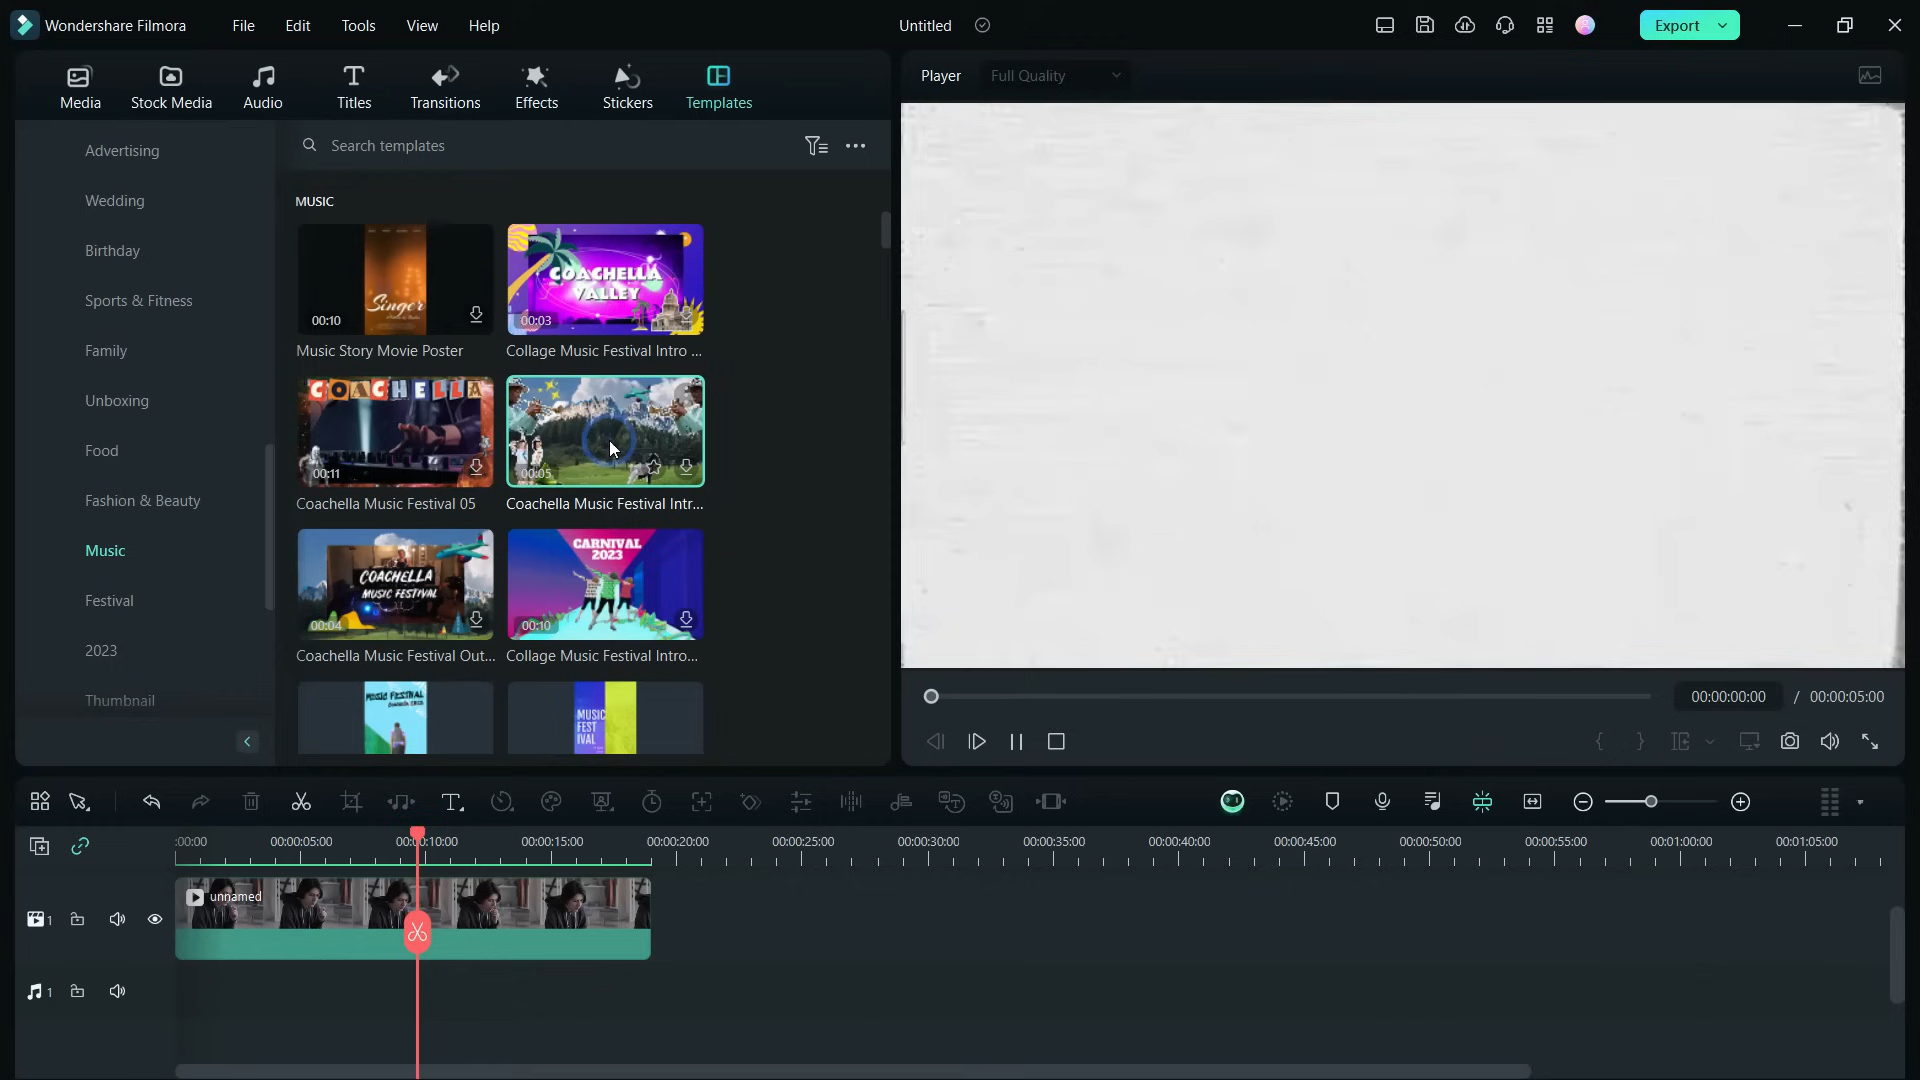 Wondershare Filmora File Edit Tools View Help Untitled Export
Media Stock Media Audio Titles Transitions Effects Stickers Templates
Player Full Quality
Advertising
Wedding
Birthday
Sports & Fitness
Family
Unboxing
Food
Fashion & Beauty
Music
Festival
2023
Thumbnail
Search templates
MUSIC
Singer
00:10
Music Story Movie Poster
COACHELLA
VALLEY
00:03
Collage Music Festival Intro ...
COACHELLA
00:11
Coachella Music Festival 05
00:05
Coachella Music Festival Intr...
COACHELLA
MUSIC FESTIVAL
00:04
Coachella Music Festival Out...
CARNIVAL
2023
00:10
Collage Music Festival Intro...
MUSIC FESTIVAL
MUSIC
FEST
IVAL
00:00:00:00 / 00:00:05:00
:00:00 00:00:05:00 00:00:10:00 00:00:15:00 00:00:20:00 00:00:25:00 00:00:30:00 00:00:35:00 00:00:40:00 00:00:45:00 00:00:50:00 00:00:55:00 00:01:00:00 00:01:05:00
unnamed
1
1